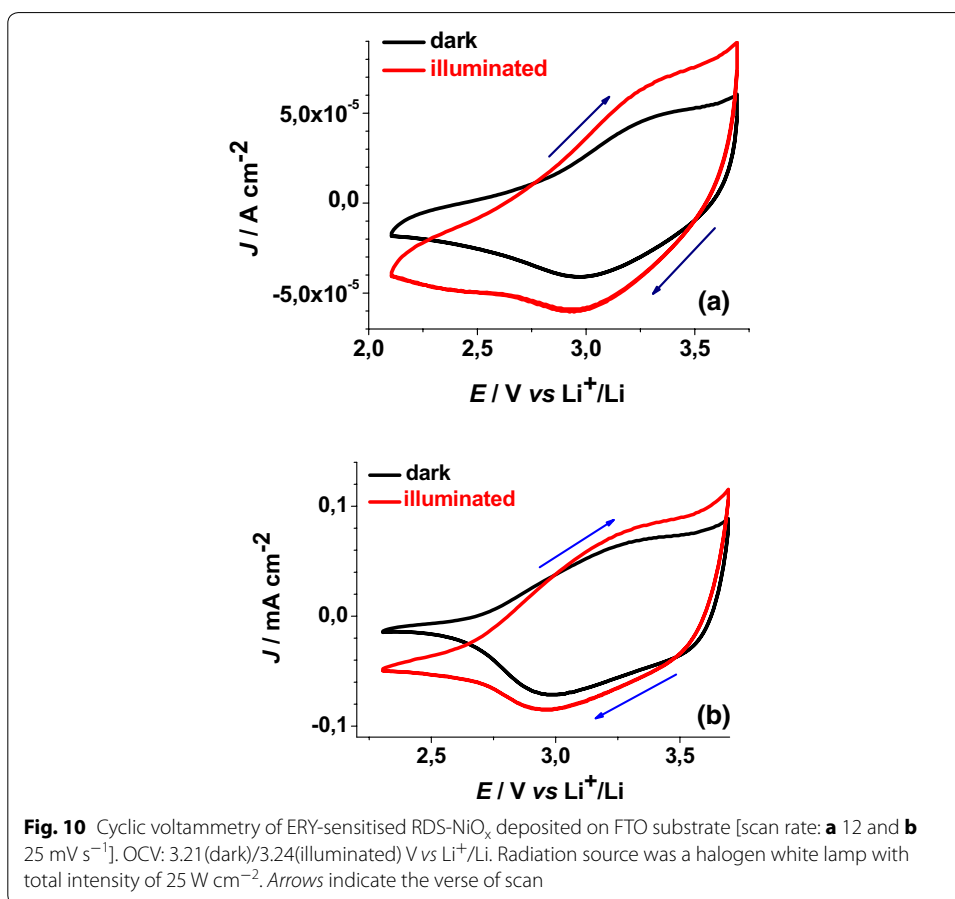 dark
illuminated
5,0x10⁻⁵
0,0
-5,0x10⁻⁵
J / A cm⁻²
(a)
2,0 2,5 3,0 3,5
E / V vs Li⁺/Li
dark
illuminated
0,1
0,0
-0,1
J / mA cm⁻²
(b)
2,5 3,0 3,5
E / V vs Li⁺/Li
Fig. 10 Cyclic voltammetry of ERY-sensitised RDS-NiOₓ deposited on FTO substrate [scan rate: a 12 and b
25 mV s⁻¹]. OCV: 3.21(dark)/3.24(illuminated) V vs Li⁺/Li. Radiation source was a halogen white lamp with
total intensity of 25 W cm⁻². Arrows indicate the verse of scan